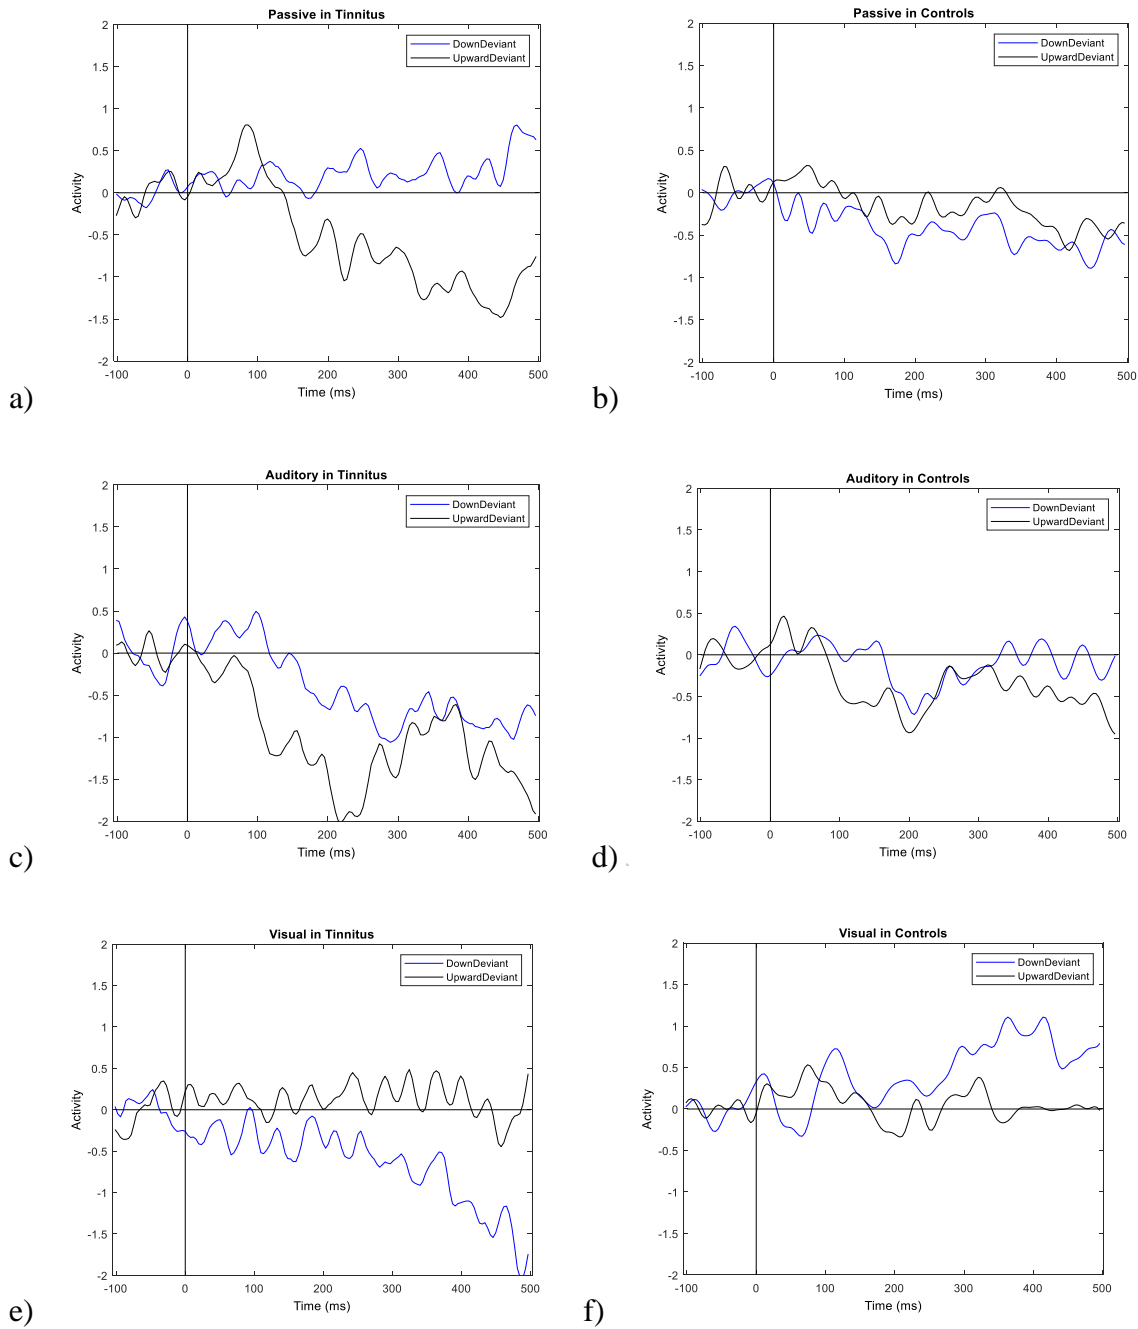 Passive in Tinnitus
DownDeviant
UpwardDeviant
2
1.5
1
0.5
0
-0.5
-1
-1.5
-2
Activity
-100 0 100 200 300 400 500
Time (ms)
a)
Passive in Controls
DownDeviant
UpwardDeviant
2
1.5
1
0.5
0
-0.5
-1
-1.5
-2
Activity
-100 0 100 200 300 400 500
Time (ms)
b)
Auditory in Tinnitus
DownDeviant
UpwardDeviant
2
1.5
1
0.5
0
-0.5
-1
-1.5
-2
Activity
-100 0 100 200 300 400 500
Time (ms)
c)
Auditory in Controls
DownDeviant
UpwardDeviant
2
1.5
1
0.5
0
-0.5
-1
-1.5
-2
Activity
-100 0 100 200 300 400 500
Time (ms)
d)
Visual in Tinnitus
DownDeviant
UpwardDeviant
2
1.5
1
0.5
0
-0.5
-1
-1.5
-2
Activity
-100 0 100 200 300 400 500
Time (ms)
e)
Visual in Controls
DownDeviant
UpwardDeviant
2
1.5
1
0.5
0
-0.5
-1
-1.5
-2
Activity
-100 0 100 200 300 400 500
Time (ms)
f)